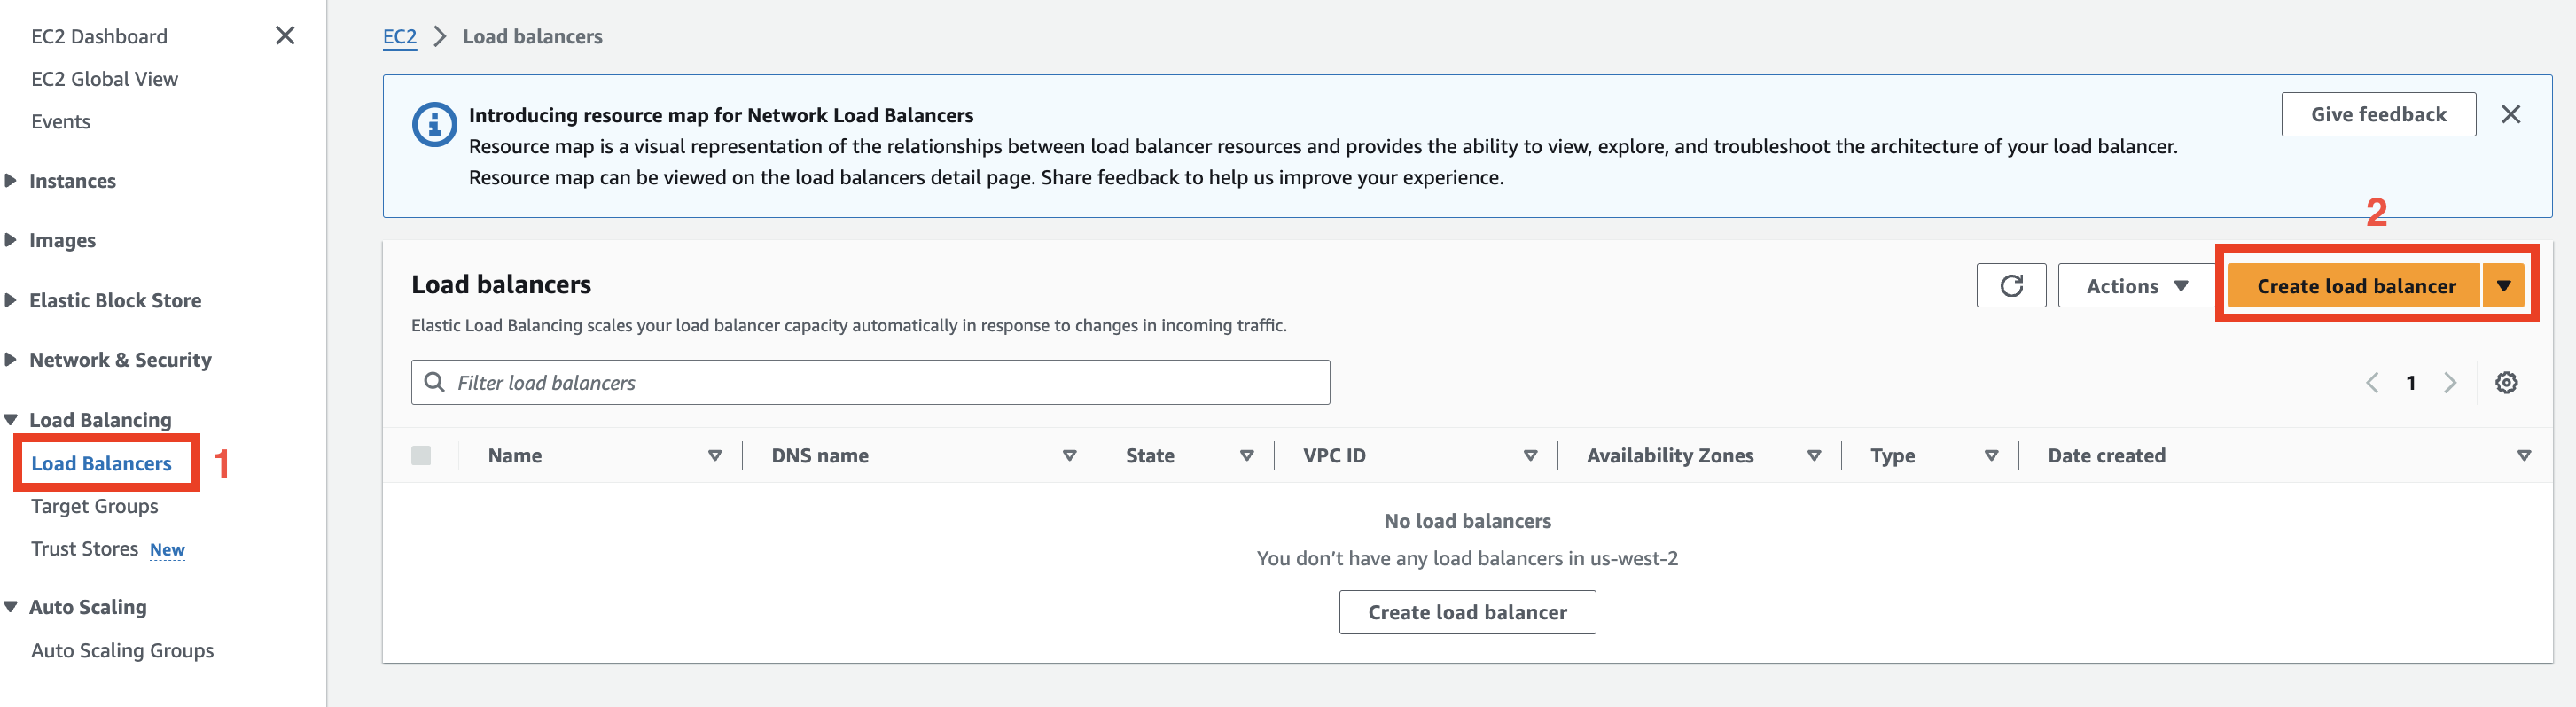 EC2 Dashboard
EC2 Global View
Events
Instances
Images
Elastic Block Store
Network & Security
Load Balancing
Load Balancers 1
Target Groups
Trust Stores New
Auto Scaling
Auto Scaling Groups
EC2 Load balancers
Introducing resource map for Network Load Balancers
Resource map is a visual representation of the relationships between load balancer resources and provides the ability to view, explore, and troubleshoot the architecture of your load balancer.
Resource map can be viewed on the load balancers detail page. Share feedback to help us improve your experience.
Give feedback
2
Load balancers
Actions
Create load balancer
Elastic Load Balancing scales your load balancer capacity automatically in response to changes in incoming traffic.
Filter load balancers
1
Name DNS name State VPC ID Availability Zones Type Date created
No load balancers
You don’t have any load balancers in us-west-2
Create load balancer